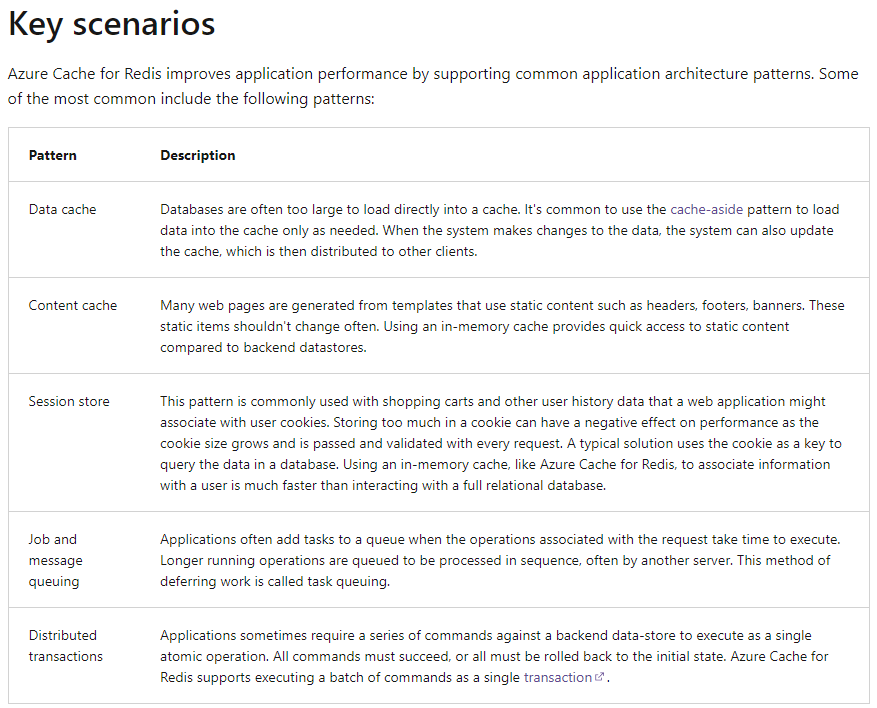 Key scenarios
Azure Cache for Redis improves application performance by supporting common application architecture patterns. Some
of the most common include the following patterns:
Pattern Description
Data cache Databases are often too large to load directly into a cache. It's common to use the cache-aside pattern to load
data into the cache only as needed. When the system makes changes to the data, the system can also update
the cache, which is then distributed to other clients.
Content cache Many web pages are generated from templates that use static content such as headers, footers, banners. These
static items shouldn't change often. Using an in-memory cache provides quick access to static content
compared to backend datastores.
Session store This pattern is commonly used with shopping carts and other user history data that a web application might
associate with user cookies. Storing too much in a cookie can have a negative effect on performance as the
cookie size grows and is passed and validated with every request. A typical solution uses the cookie as a key to
query the data in a database. Using an in-memory cache, like Azure Cache for Redis, to associate information
with a user is much faster than interacting with a full relational database.
Job and Applications often add tasks to a queue when the operations associated with the request take time to execute.
message Longer running operations are queued to be processed in sequence, often by another server. This method of
queuing deferring work is called task queuing.
Distributed Applications sometimes require a series of commands against a backend data-store to execute as a single
transactions atomic operation. All commands must succeed, or all must be rolled back to the initial state. Azure Cache for
Redis supports executing a batch of commands as a single transaction.